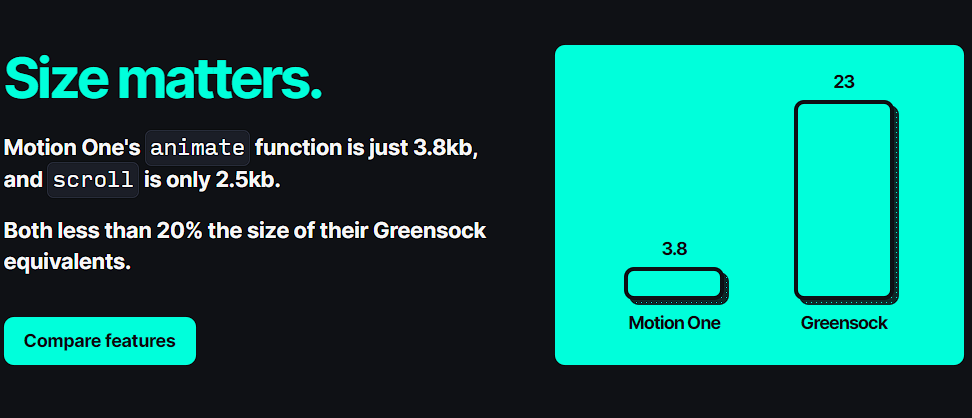 Size matters.
Motion One's animate function is just 3.8kb,
and scroll is only 2.5kb.
Both less than 20% the size of their Greensock
equivalents.
Compare features
23
3.8
Motion One
Greensock